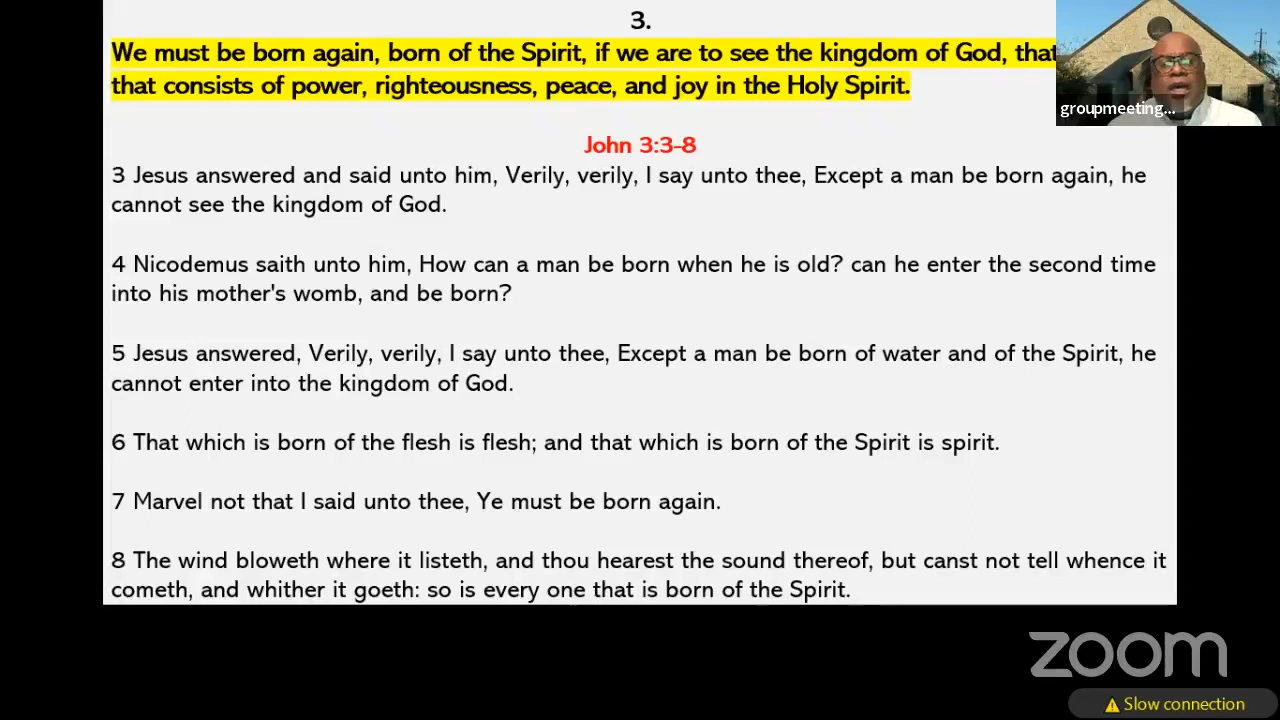 3.
We must be born again, born of the Spirit, if we are to see the kingdom of God, that
that consists of power, righteousness, peace, and joy in the Holy Spirit.
groupmeeting...
John 3:3-8
3 Jesus answered and said unto him, Verily, verily, I say unto thee, Except a man be born again, he
cannot see the kingdom of God.
4 Nicodemus saith unto him, How can a man be born when he is old? can he enter the second time
into his mother's womb, and be born?
5 Jesus answered, Verily, verily, I say unto thee, Except a man be born of water and of the Spirit, he
cannot enter into the kingdom of God.
6 That which is born of the flesh is flesh; and that which is born of the Spirit is spirit.
7 Marvel not that I said unto thee, Ye must be born again.
8 The wind bloweth where it listeth, and thou hearest the sound thereof, but canst not tell whence it
cometh, and whither it goeth: so is every one that is born of the Spirit.
zoom
Slow connection